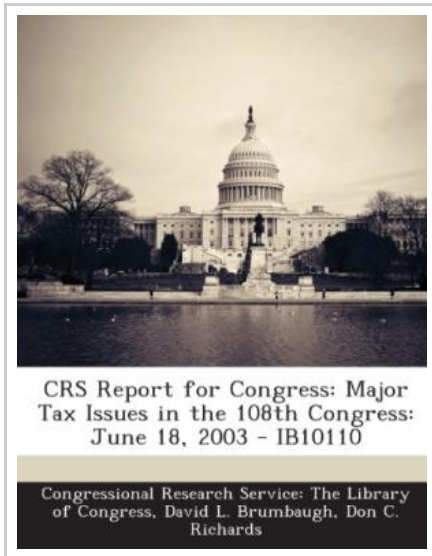 CRS Report for Congress: Major
Tax Issues in the 108th Congress:
June 18, 2003 - IB10110
Congressional Research Service: The Library
of Congress, David L. Brumbaugh, Don C.
Richards